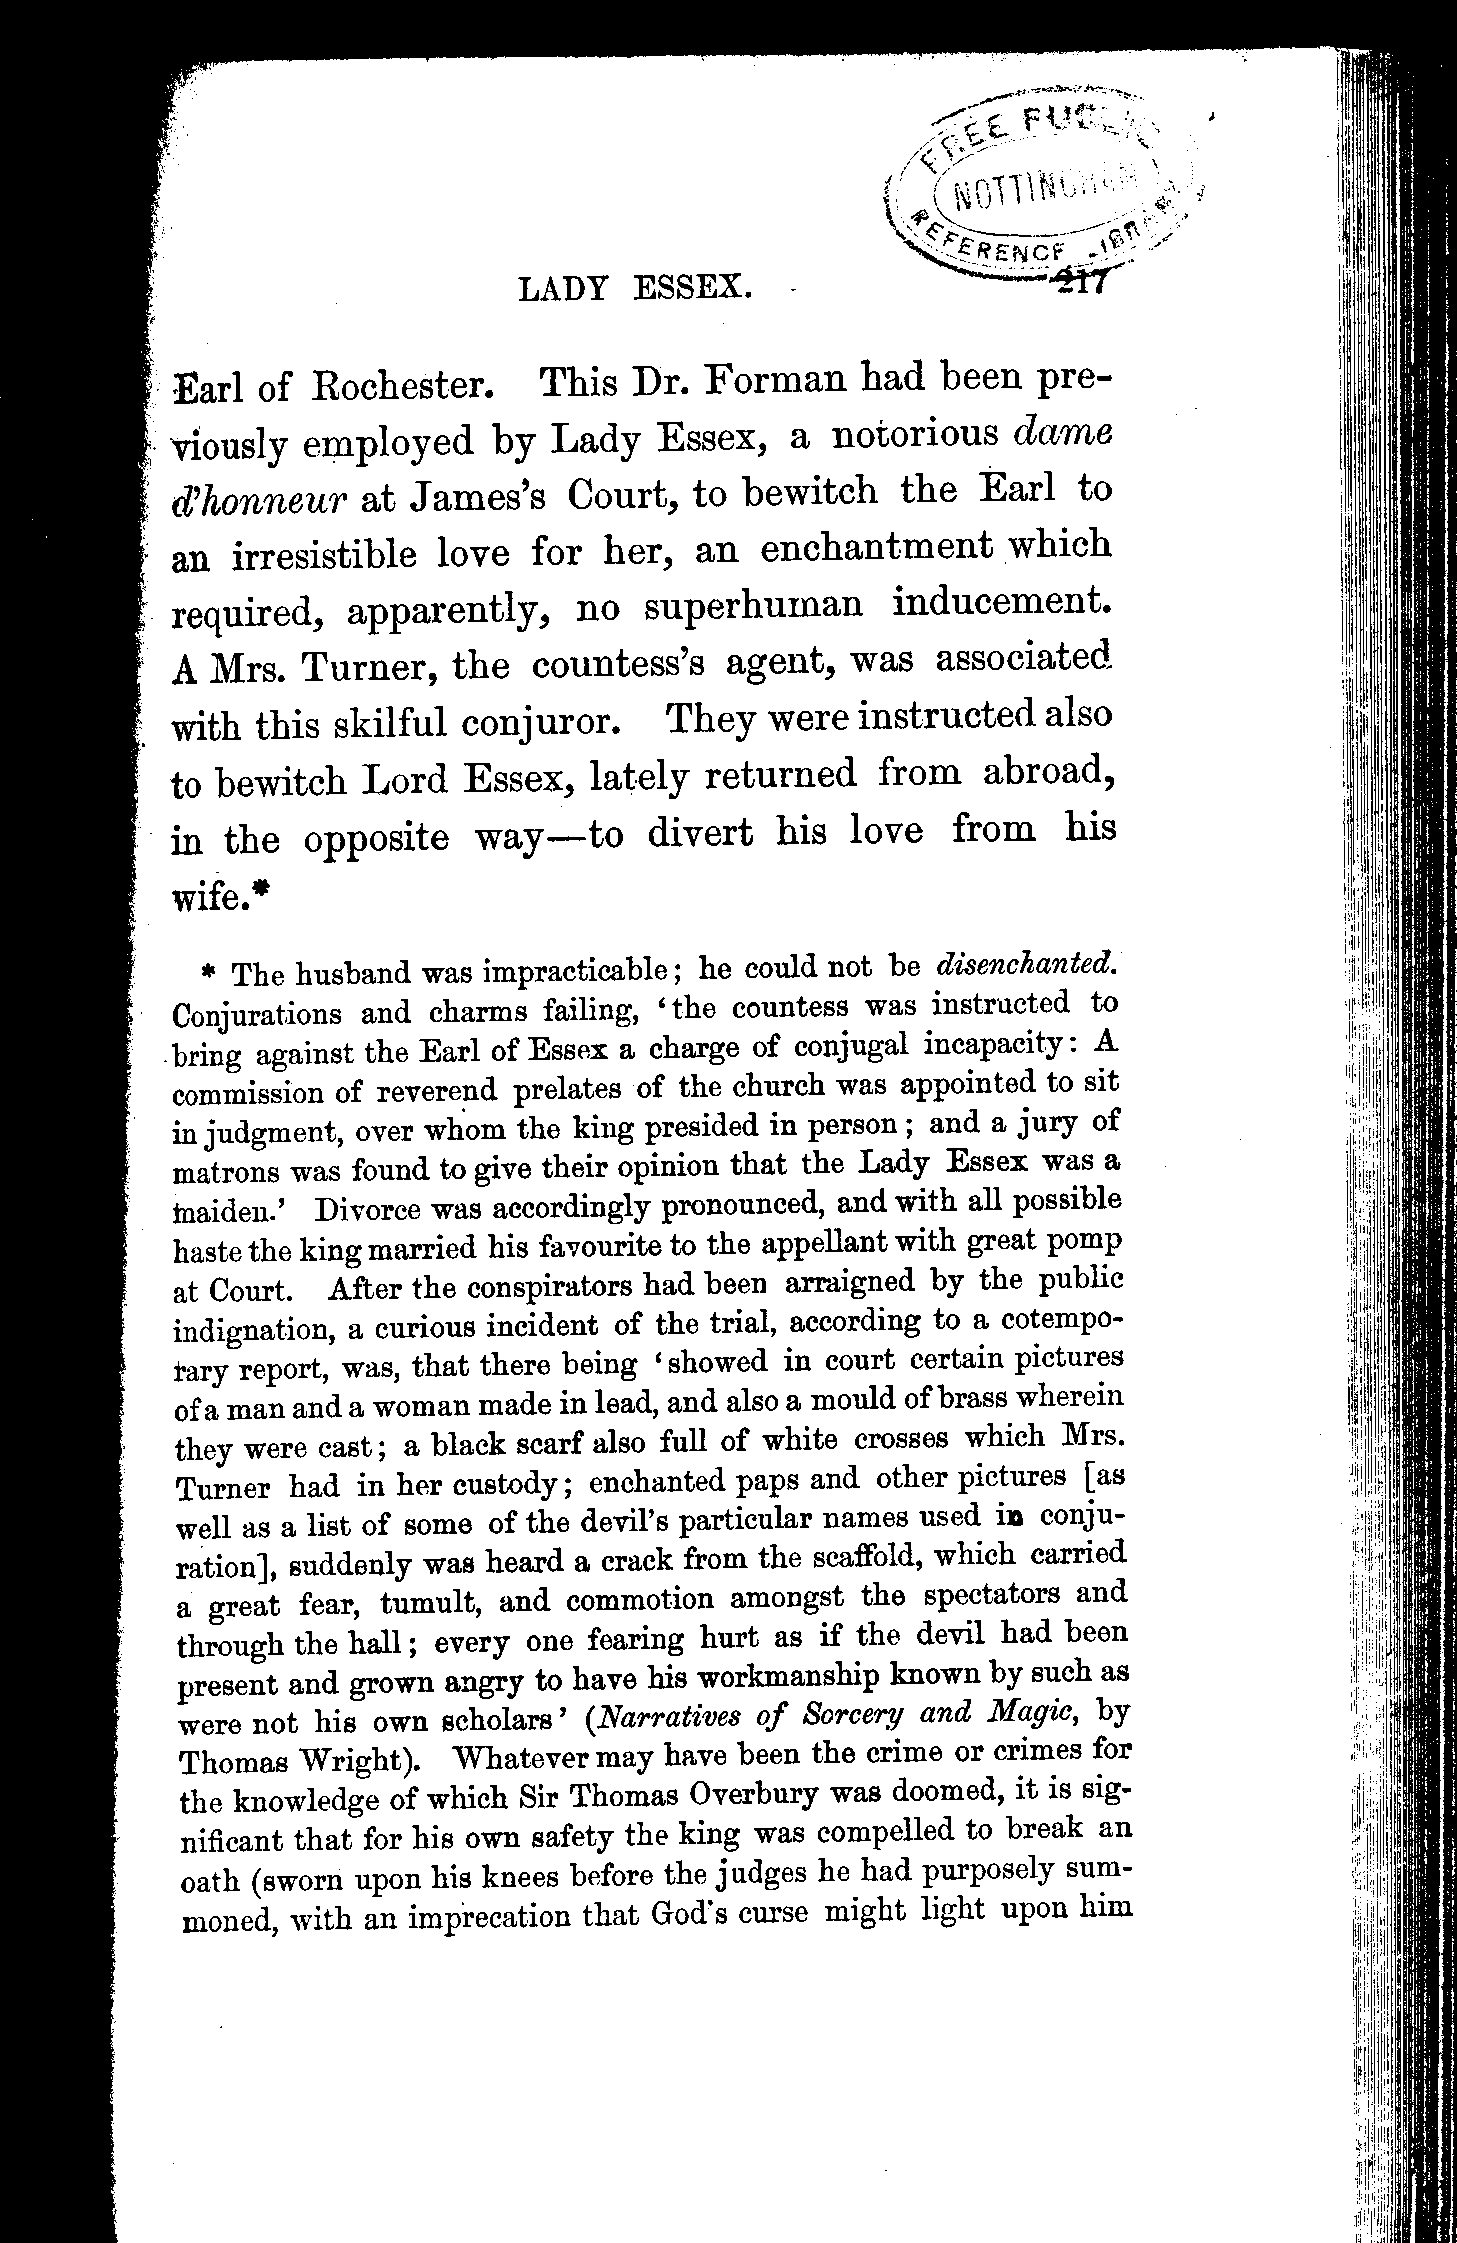 FREE PUBLIC
NOTTINGHAM
REFERENCE LIBRARY
LADY ESSEX. 217
Earl of Rochester. This Dr. Forman had been pre-
viously employed by Lady Essex, a notorious dame
d'honneur at James's Court, to bewitch the Earl to
an irresistible love for her, an enchantment which
required, apparently, no superhuman inducement.
A Mrs. Turner, the countess's agent, was associated
with this skilful conjuror. They were instructed also
to bewitch Lord Essex, lately returned from abroad,
in the opposite way—to divert his love from his
wife.*
* The husband was impracticable; he could not be disenchanted.
Conjurations and charms failing, 'the countess was instructed to
bring against the Earl of Essex a charge of conjugal incapacity: A
commission of reverend prelates of the church was appointed to sit
in judgment, over whom the king presided in person; and a jury of
matrons was found to give their opinion that the Lady Essex was a
maiden.' Divorce was accordingly pronounced, and with all possible
haste the king married his favourite to the appellant with great pomp
at Court. After the conspirators had been arraigned by the public
indignation, a curious incident of the trial, according to a cotempo-
rary report, was, that there being 'showed in court certain pictures
of a man and a woman made in lead, and also a mould of brass wherein
they were cast; a black scarf also full of white crosses which Mrs.
Turner had in her custody; enchanted paps and other pictures [as
well as a list of some of the devil's particular names used in conju-
ration], suddenly was heard a crack from the scaffold, which carried
a great fear, tumult, and commotion amongst the spectators and
through the hall; every one fearing hurt as if the devil had been
present and grown angry to have his workmanship known by such as
were not his own scholars' (Narratives of Sorcery and Magic, by
Thomas Wright). Whatever may have been the crime or crimes for
the knowledge of which Sir Thomas Overbury was doomed, it is sig-
nificant that for his own safety the king was compelled to break an
oath (sworn upon his knees before the judges he had purposely sum-
moned, with an imprecation that God's curse might light upon him